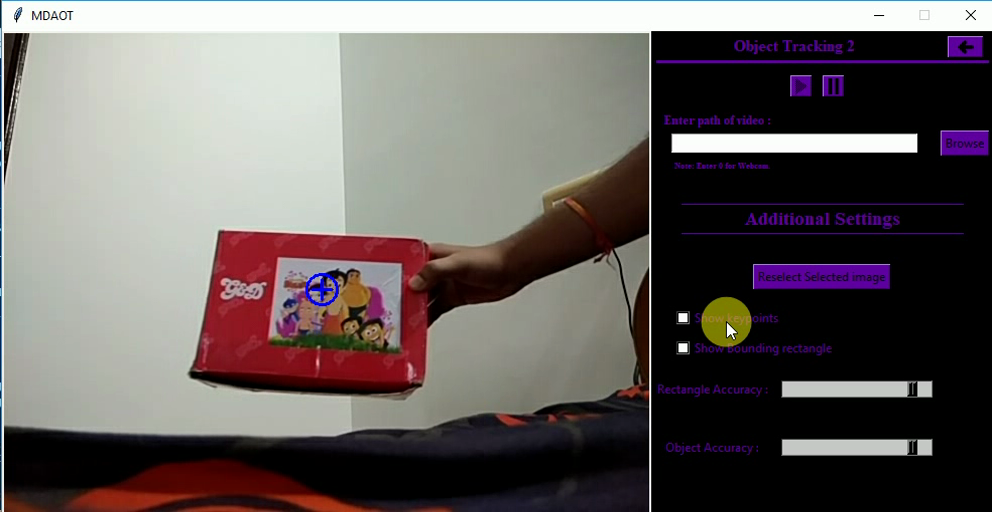 MDAOT
Object Tracking 2
Enter path of video :
Browse
Note: Enter 0 for Webcam
Additional Settings
Reselect Selected image
Show keypoints
Show Bounding rectangle
Rectangle Accuracy :
Object Accuracy :
G&D